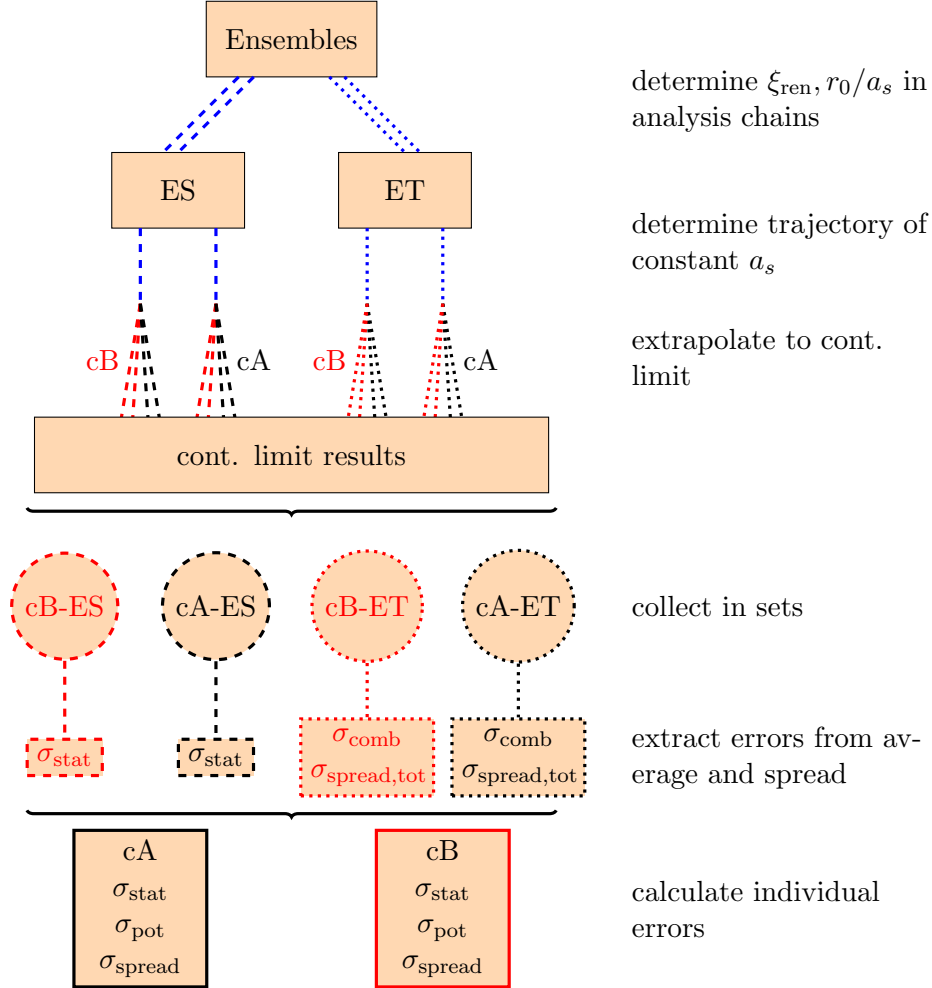 Ensembles
determine ξ_ren, r_0/a_s in
analysis chains
ES
ET
determine trajectory of
constant a_s
cB
cA
cB
cA
extrapolate to cont.
limit
cont. limit results
cB-ES
cA-ES
cB-ET
cA-ET
collect in sets
σ_stat
σ_stat
σ_comb
σ_spread,tot
σ_comb
σ_spread,tot
extract errors from av-
erage and spread
cA
σ_stat
σ_pot
σ_spread
cB
σ_stat
σ_pot
σ_spread
calculate individual
errors